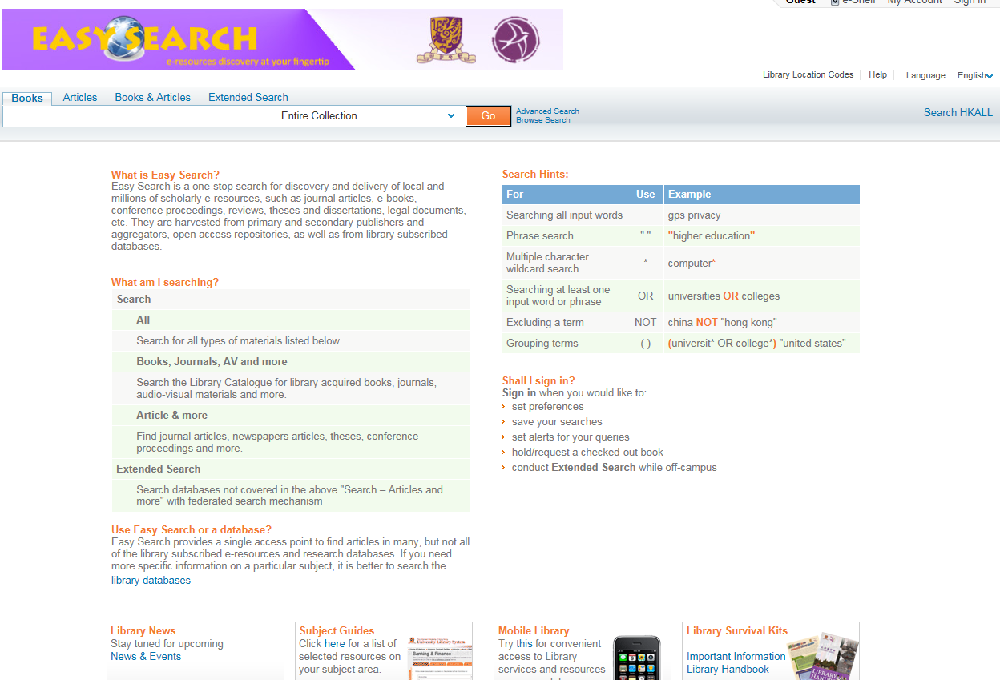 Guest e-Shelf My Account Sign in
EASY SEARCH
e-resources discovery at your fingertip
Library Location Codes Help Language: English
Books Articles Books & Articles Extended Search
Entire Collection Go Advanced Search
Browse Search
Search HKALL
What is Easy Search?
Easy Search is a one-stop search for discovery and delivery of local and
millions of scholarly e-resources, such as journal articles, e-books,
conference proceedings, reviews, theses and dissertations, legal documents,
etc. They are harvested from primary and secondary publishers and
aggregators, open access repositories, as well as from library subscribed
databases.
What am I searching?
Search
All
Search for all types of materials listed below.
Books, Journals, AV and more
Search the Library Catalogue for library acquired books, journals,
audio-visual materials and more.
Article & more
Find journal articles, newspapers articles, theses, conference
proceedings and more.
Extended Search
Search databases not covered in the above "Search – Articles and
more" with federated search mechanism
Use Easy Search or a database?
Easy Search provides a single access point to find articles in many, but not all
of the library subscribed e-resources and research databases. If you need
more specific information on a particular subject, it is better to search the
library databases
.
Search Hints:
For Use Example
Searching all input words gps privacy
Phrase search " " "higher education"
Multiple character
wildcard search * computer*
Searching at least one
input word or phrase OR universities OR colleges
Excluding a term NOT china NOT "hong kong"
Grouping terms ( ) (universit* OR college*) "united states"
Shall I sign in?
Sign in when you would like to:
set preferences
save your searches
set alerts for your queries
hold/request a checked-out book
conduct Extended Search while off-campus
Library News
Stay tuned for upcoming
News & Events
Subject Guides
Click here for a list of
selected resources on
your subject area.
University Library System
Banking & Finance
Mobile Library
Try this for convenient
access to Library
services and resources
Library Survival Kits
Important Information
Library Handbook